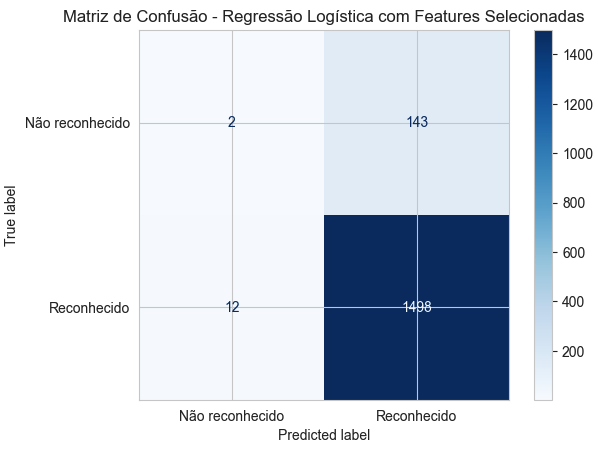 Matriz de Confusão - Regressão Logística com Features Selecionadas
True label
Não reconhecido
2
143
Reconhecido
12
1498
Não reconhecido
Reconhecido
Predicted label
1400
1200
1000
800
600
400
200